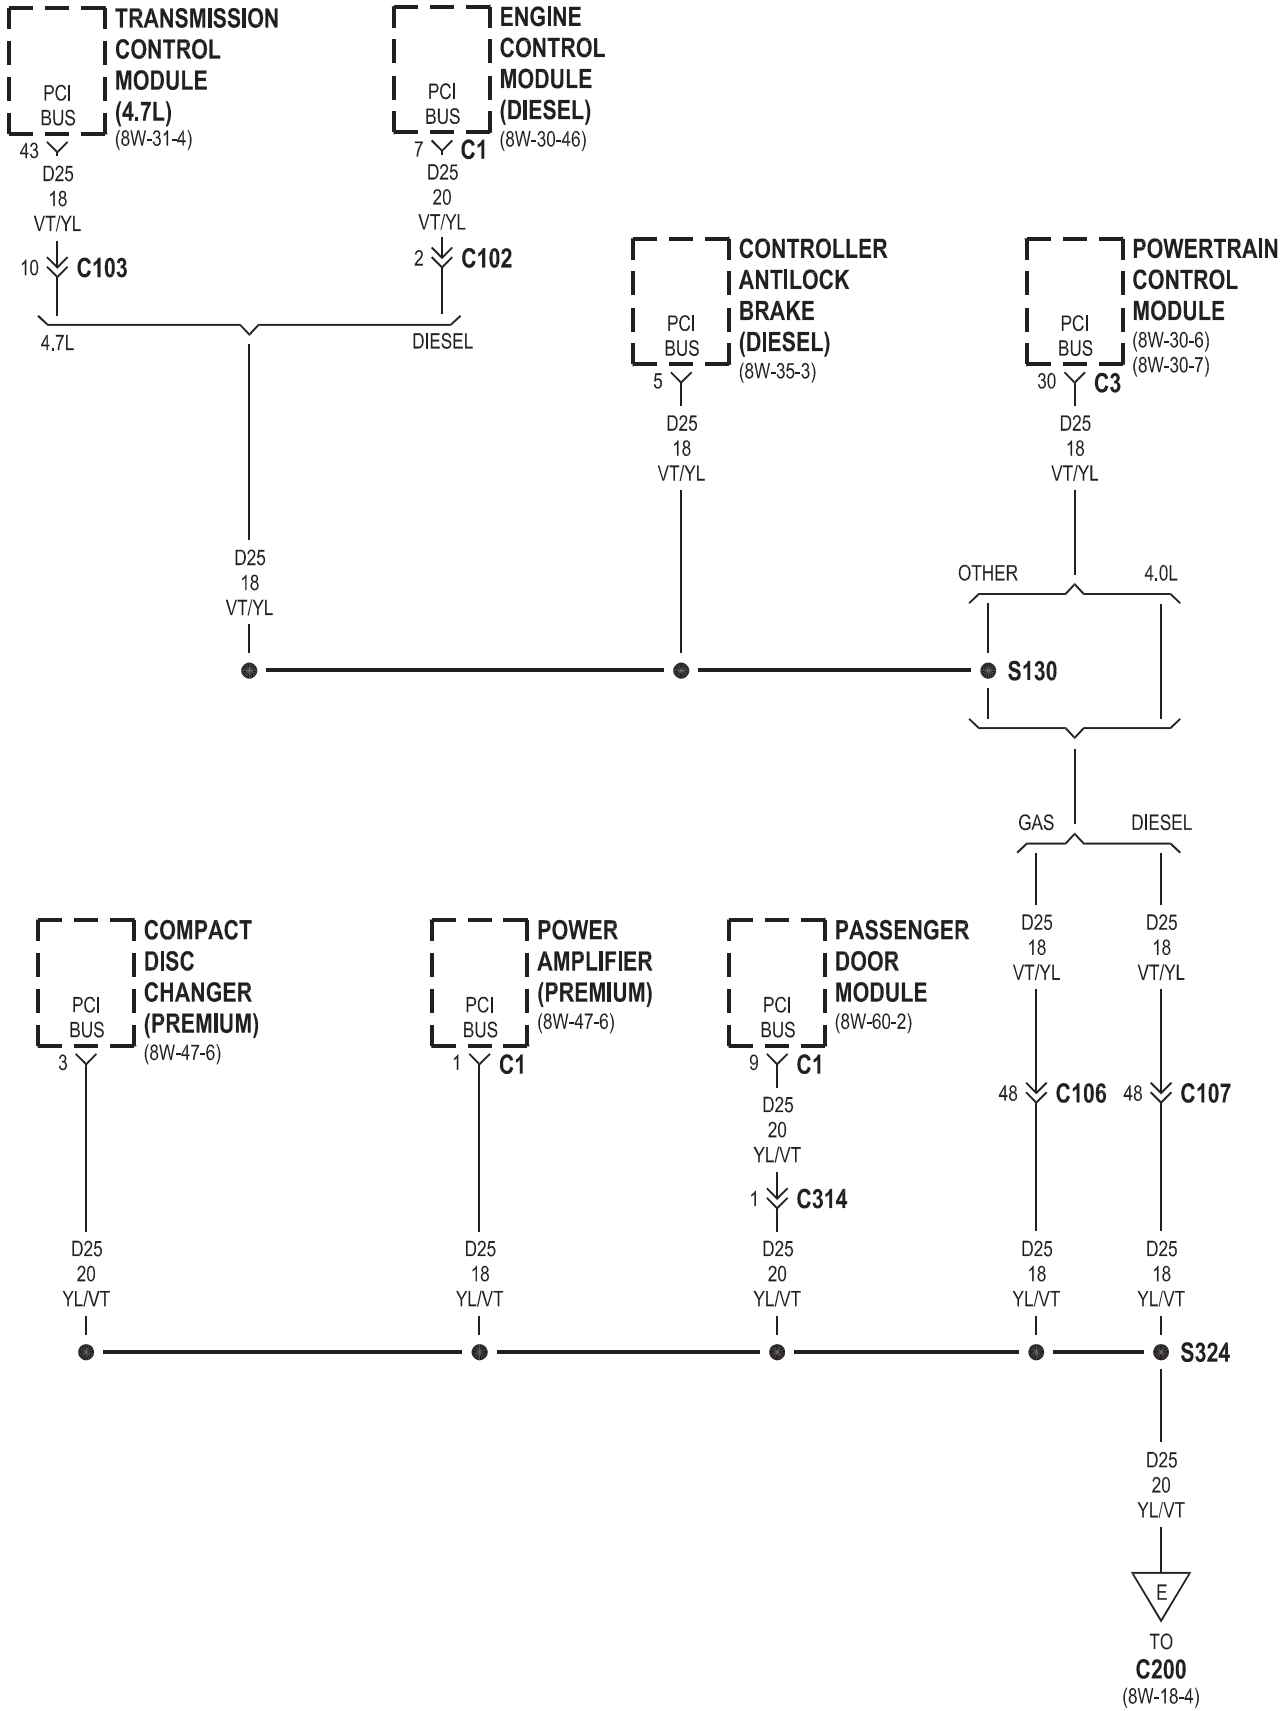 TRANSMISSION
CONTROL
MODULE
(4.7L)
(8W-31-4)
PCI
BUS
43
D25
18
VT/YL
10
C103
4.7L
ENGINE
CONTROL
MODULE
(DIESEL)
(8W-30-46)
PCI
BUS
7
C1
D25
20
VT/YL
2
C102
DIESEL
D25
18
VT/YL
CONTROLLER
ANTILOCK
BRAKE
(DIESEL)
(8W-35-3)
PCI
BUS
5
D25
18
VT/YL
POWERTRAIN
CONTROL
MODULE
(8W-30-6)
(8W-30-7)
PCI
BUS
30
C3
D25
18
VT/YL
OTHER
4.0L
S130
GAS
DIESEL
D25
18
VT/YL
D25
18
VT/YL
48
C106
48
C107
D25
18
YL/VT
D25
18
YL/VT
COMPACT
DISC
CHANGER
(PREMIUM)
(8W-47-6)
PCI
BUS
3
D25
20
YL/VT
POWER
AMPLIFIER
(PREMIUM)
(8W-47-6)
PCI
BUS
1
C1
D25
18
YL/VT
PASSENGER
DOOR
MODULE
(8W-60-2)
PCI
BUS
9
C1
D25
20
YL/VT
1
C314
D25
20
YL/VT
S324
D25
20
YL/VT
E
TO
C200
(8W-18-4)